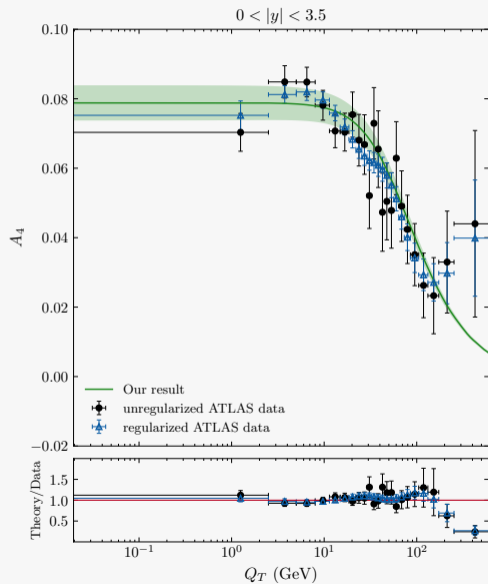 0 < |y| < 3.5
0.10
0.08
0.06
0.04
0.02
0.00
−0.02
A₄
Our result
unregularized ATLAS data
regularized ATLAS data
1.5
1.0
0.5
Theory/Data
10⁻¹ 10⁰ 10¹ 10²
Q_T (GeV)